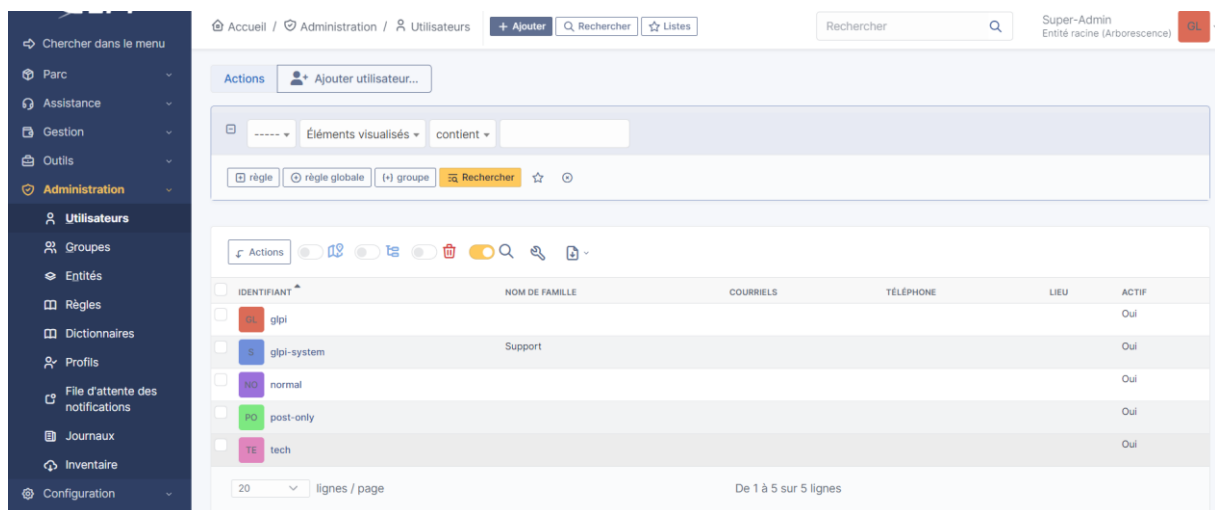 Accueil / Administration / Utilisateurs + Ajouter Rechercher Listes Rechercher Super-Admin
Entité racine (Arborescence) GL
Chercher dans le menu
Parc
Assistance
Gestion
Outils
Administration
Utilisateurs
Groupes
Entités
Règles
Dictionnaires
Profils
File d'attente des
notifications
Journaux
Inventaire
Configuration
Actions Ajouter utilisateur...
----- Éléments visualisés contient
règle règle globale (+) groupe Rechercher
Actions
IDENTIFIANT NOM DE FAMILLE COURRIELS TÉLÉPHONE LIEU ACTIF
GL glpi Oui
S glpi-system Support Oui
NO normal Oui
PO post-only Oui
TE tech Oui
20 lignes / page De 1 à 5 sur 5 lignes